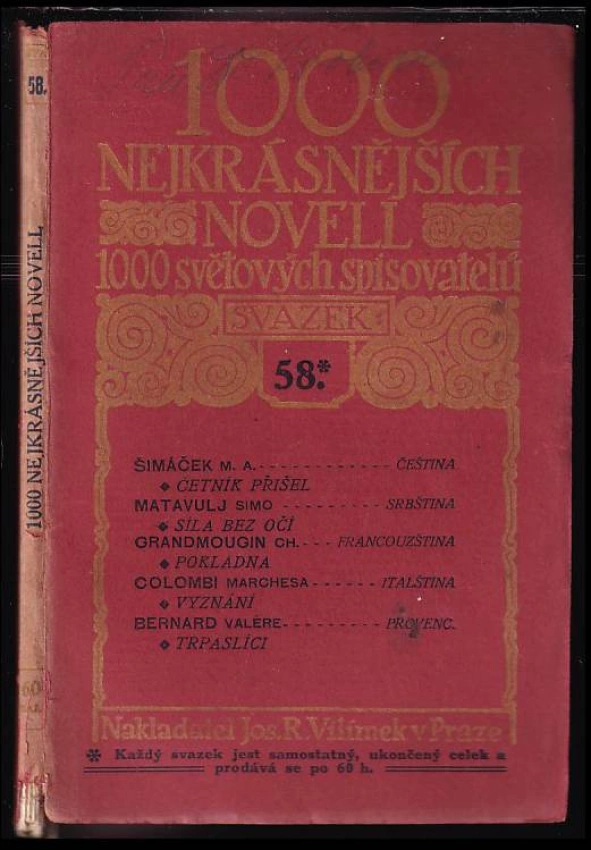 58.
1000 NEJKRÁSNĚJŠÍCH NOVELL
60
1000
NEJKRÁSNĚJŠÍCH
NOVELL
1000 světových spisovatelů
SVAZEK
58.*
ŠIMÁČEK M. A. - - - - - - - - - - - - ČEŠTINA
◆ ČETNÍK PŘIŠEL
MATAVULJ SIMO - - - - - - - - - SRBŠTINA
◆ SÍLA BEZ OČÍ
GRANDMOUGIN CH. - - - FRANCOUZŠTINA
◆ POKLADNA
COLOMBI MARCHESA - - - - - - ITALŠTINA
◆ VYZNÁNÍ
BERNARD VALÈRE - - - - - - - - - PROVENC.
◆ TRPASLÍCI
Nakladatel Jos. R. Vilímek v Praze
* Každý svazek jest samostatný, ukončený celek a
prodává se po 60 h.